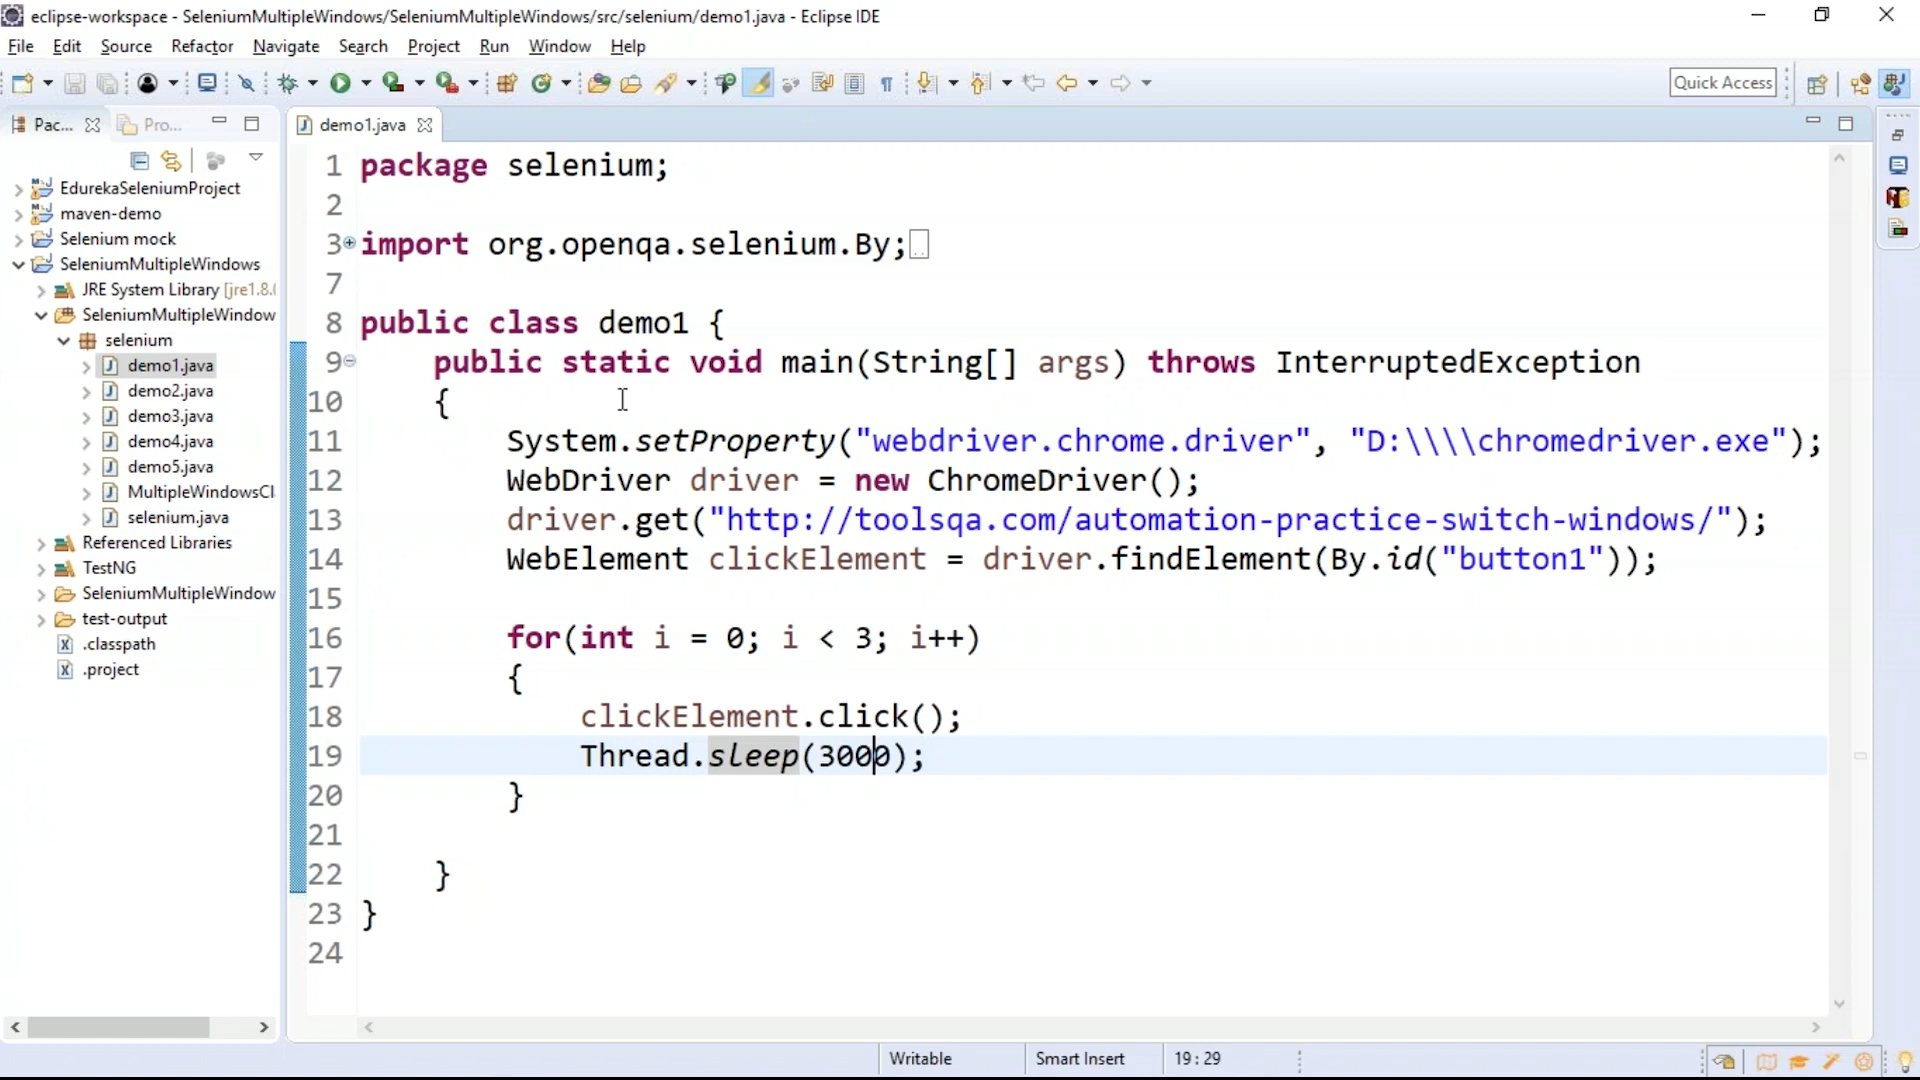 eclipse-workspace - SeleniumMultipleWindows/SeleniumMultipleWindows/src/selenium/demo1.java - Eclipse IDE
File Edit Source Refactor Navigate Search Project Run Window Help
Quick Access
Pac... Pro...
demo1.java
EdurekaSeleniumProject
maven-demo
Selenium mock
SeleniumMultipleWindows
JRE System Library [jre1.8.
SeleniumMultipleWindow
selenium
demo1.java
demo2.java
demo3.java
demo4.java
demo5.java
MultipleWindowsCl
selenium.java
Referenced Libraries
TestNG
SeleniumMultipleWindow
test-output
.classpath
.project
1 package selenium;
2
3 import org.openqa.selenium.By;
7
8 public class demo1 {
9 public static void main(String[] args) throws InterruptedException
10 {
11 System.setProperty("webdriver.chrome.driver", "D:\\\\chromedriver.exe");
12 WebDriver driver = new ChromeDriver();
13 driver.get("http://toolsqa.com/automation-practice-switch-windows/");
14 WebElement clickElement = driver.findElement(By.id("button1"));
15
16 for(int i = 0; i < 3; i++)
17 {
18 clickElement.click();
19 Thread.sleep(3000);
20 }
21
22 }
23 }
24
Writable Smart Insert 19 : 29